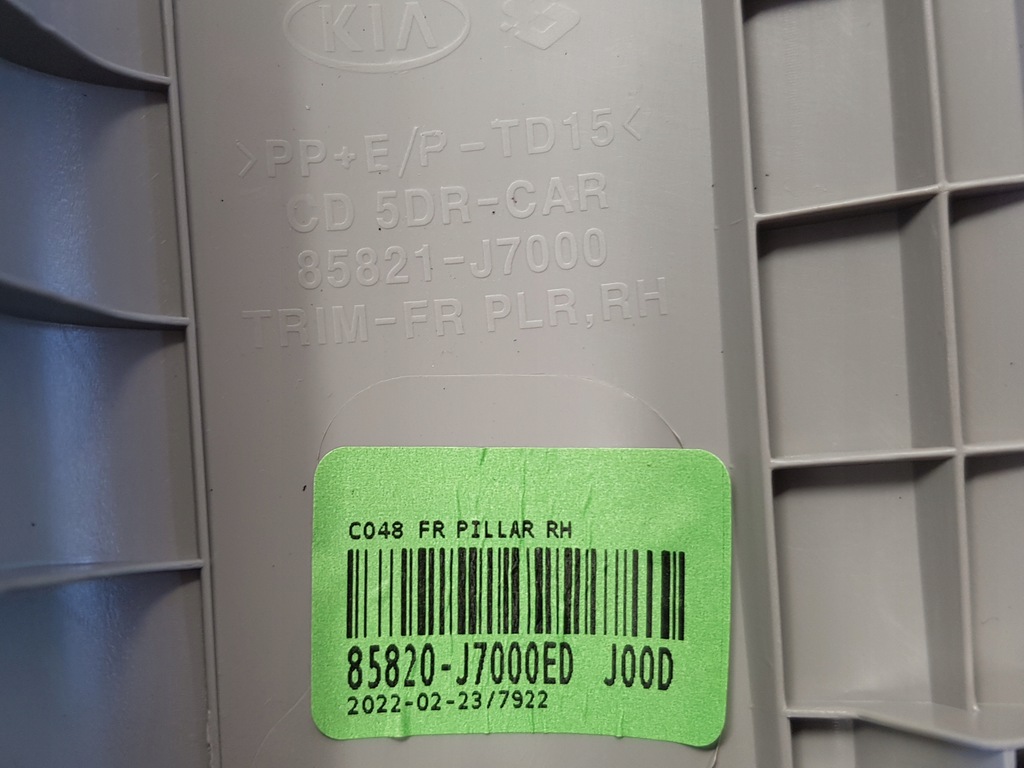 KIA
>PP+E/P-TD15<
CD 5DR-CAR
85821-J7000
TRIM-FR PLR,RH
C048 FR PILLAR RH
85820-J7000ED J00D
2022-02-23/7922